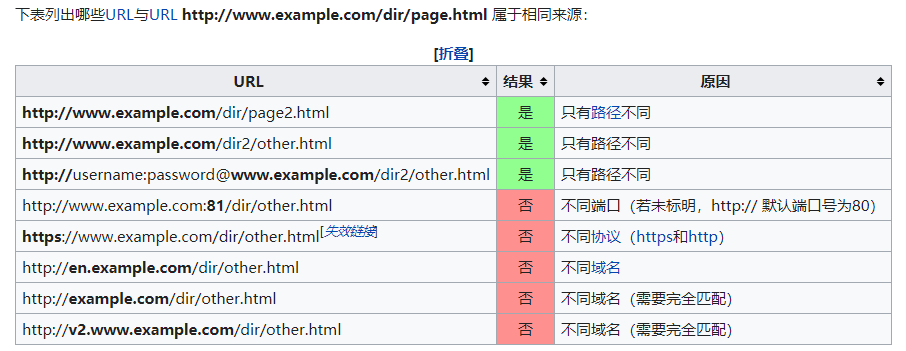 下表列出哪些URL与URL http://www.example.com/dir/page.html 属于相同来源：
[折叠]
URL 结果 原因
http://www.example.com/dir/page2.html 是 只有路径不同
http://www.example.com/dir2/other.html 是 只有路径不同
http://username:password@www.example.com/dir2/other.html 是 只有路径不同
http://www.example.com:81/dir/other.html 否 不同端口（若未标明，http:// 默认端口号为80）
https://www.example.com/dir/other.html[失效链接] 否 不同协议（https和http）
http://en.example.com/dir/other.html 否 不同域名
http://example.com/dir/other.html 否 不同域名（需要完全匹配）
http://v2.www.example.com/dir/other.html 否 不同域名（需要完全匹配）